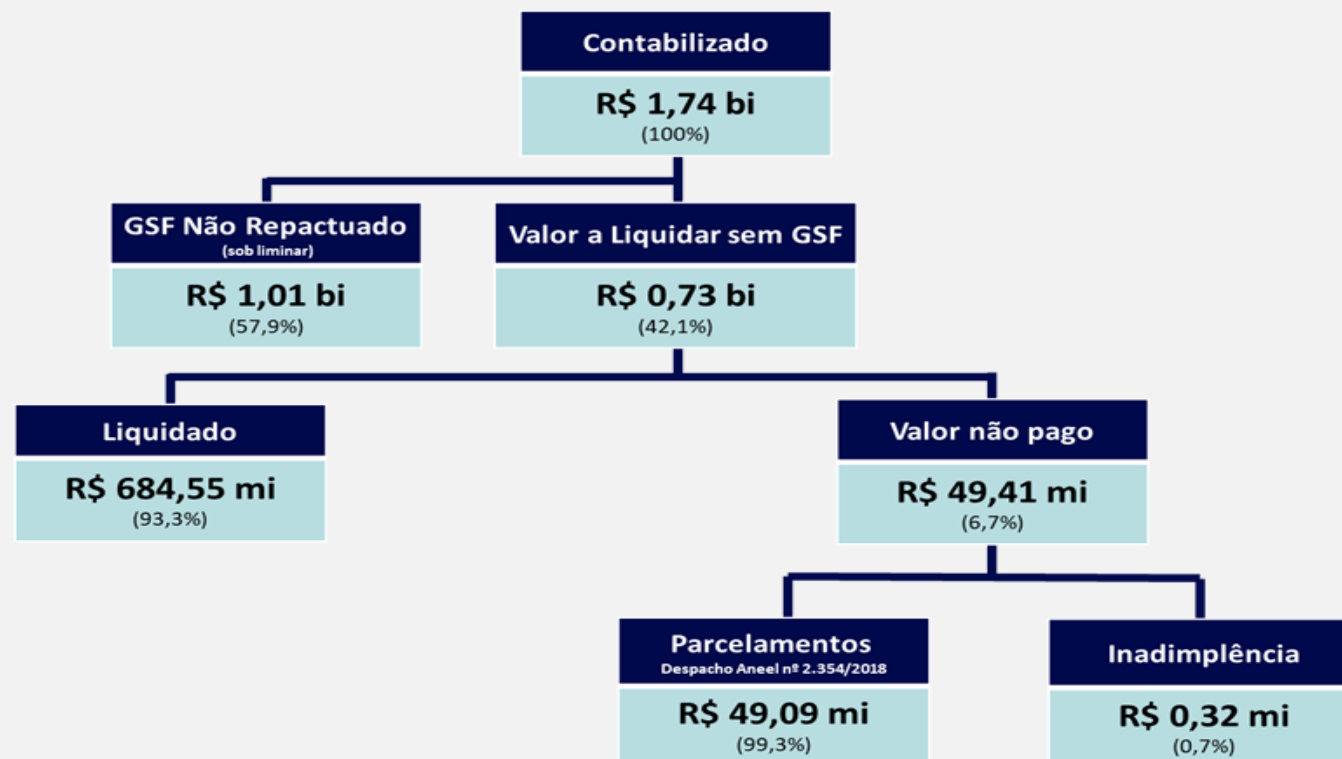 Contabilizado
R$ 1,74 bi
(100%)
GSF Não Repactuado
(sob liminar)
R$ 1,01 bi
(57,9%)
Valor a Liquidar sem GSF
R$ 0,73 bi
(42,1%)
Liquidado
R$ 684,55 mi
(93,3%)
Valor não pago
R$ 49,41 mi
(6,7%)
Parcelamentos
Despacho Aneel nº 2.354/2018
R$ 49,09 mi
(99,3%)
Inadimplência
R$ 0,32 mi
(0,7%)